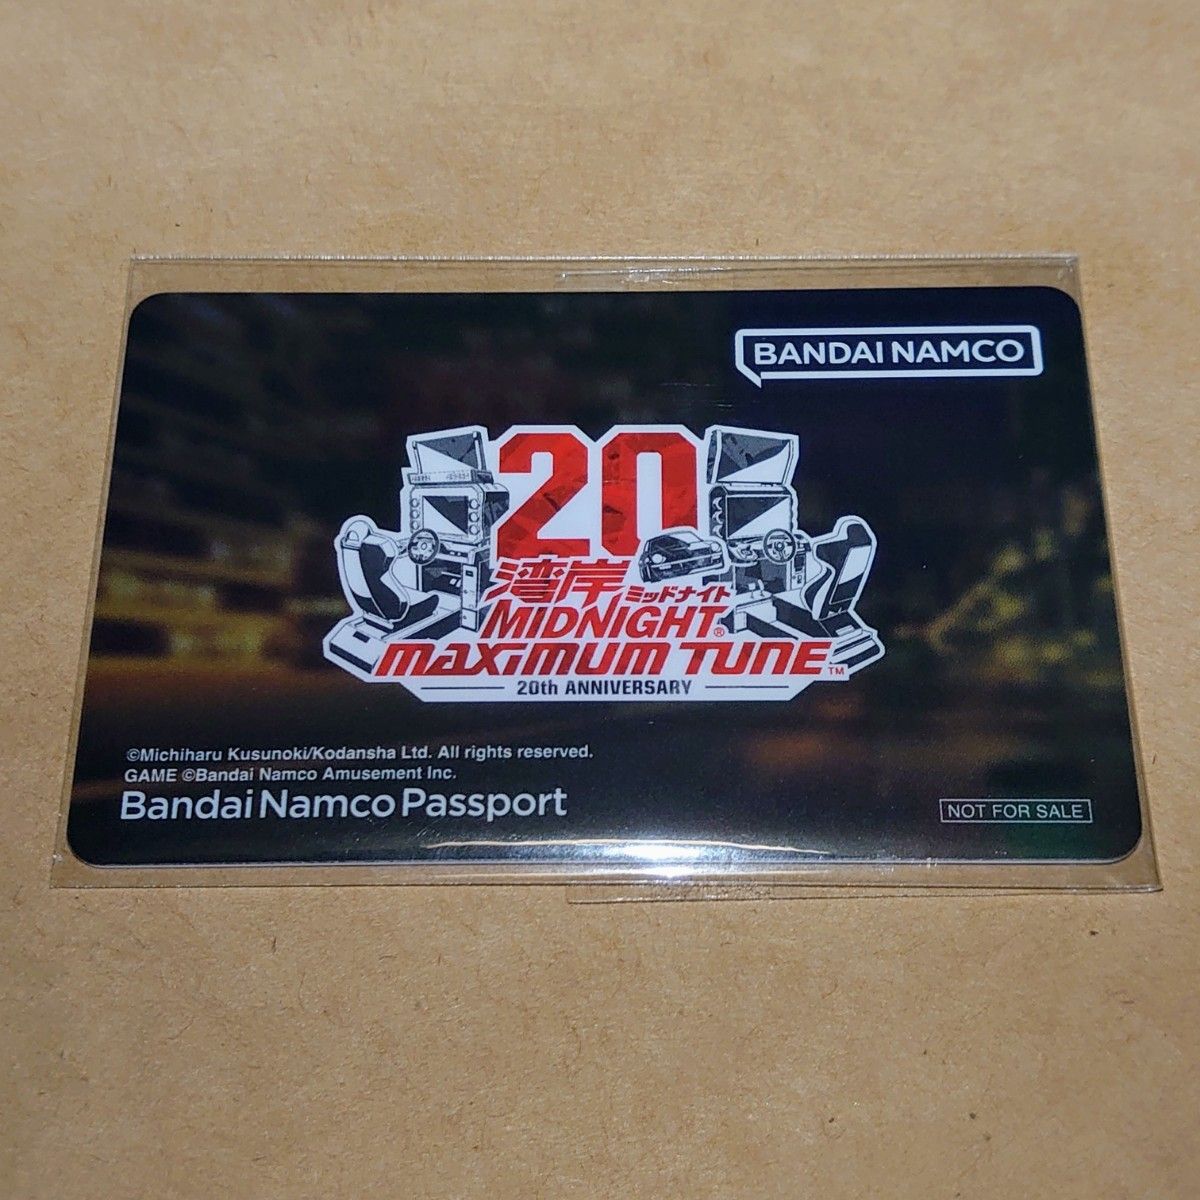 BANDAI NAMCO
20
湾岸
ミッドナイト
MIDNIGHT®
MAXIMUM TUNE™
20th ANNIVERSARY
©Michiharu Kusunoki/Kodansha Ltd. All rights reserved.
GAME ©Bandai Namco Amusement Inc.
Bandai Namco Passport
NOT FOR SALE